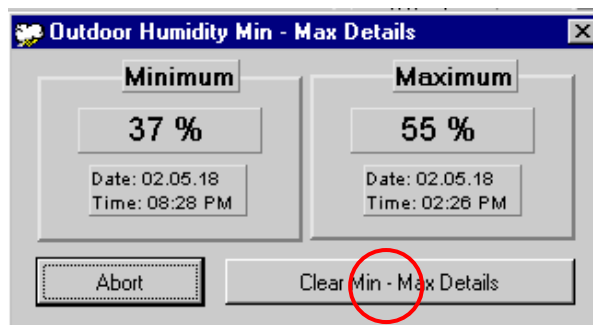 Outdoor Humidity Min - Max Details
Minimum
37 %
Date: 02.05.18
Time: 08:28 PM
Maximum
55 %
Date: 02.05.18
Time: 02:26 PM
Abort
Clear Min - Max Details